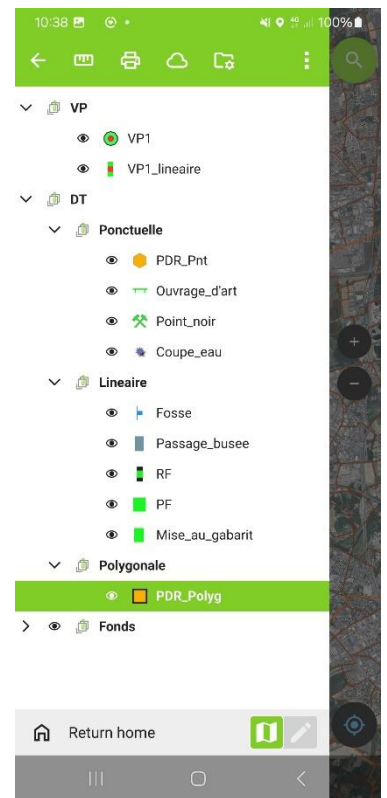 10:38 4G 100%
VP
VP1
VP1_lineaire
DT
Ponctuelle
PDR_Pnt
Ouvrage_d'art
Point_noir
Coupe_eau
Lineaire
Fosse
Passage_busee
RF
PF
Mise_au_gabarit
Polygonale
PDR_Polyg
Fonds
Return home